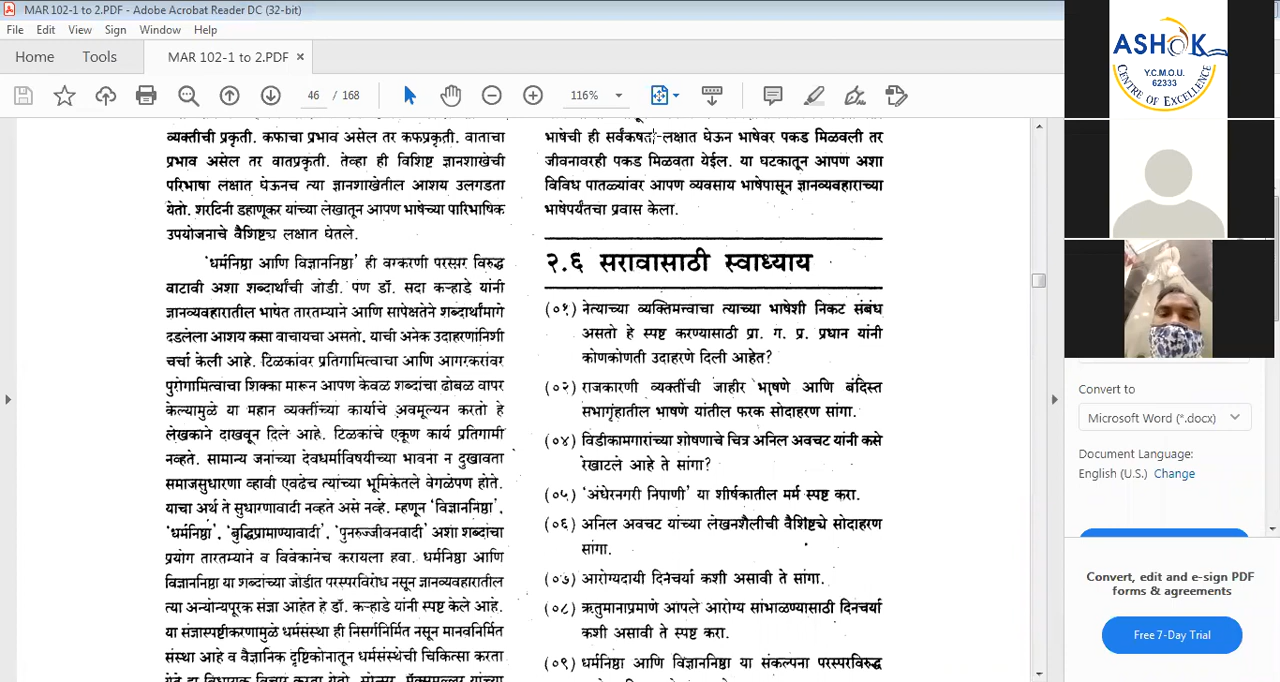 MAR 102-1 to 2.PDF - Adobe Acrobat Reader DC (32-bit)
File Edit View Sign Window Help
Home Tools MAR 102-1 to 2.PDF ×
46 / 168 116%
व्यक्तीची प्रकृती. कफाचा प्रभाव असेल तर कफप्रकृती. वाताचा
प्रभाव असेल तर वातप्रकृती. तेव्हा ही विशिष्ट ज्ञानशाखेची
परिभाषा लक्षात घेऊनच त्या ज्ञानशाखेतील आशय उलगडता
येतो. शरदिनी डहाणूकर यांच्या लेखातून आपण भाषेच्या पारिभाषिक
उपयोजनाचे वैशिष्ट्य लक्षात घेतले.
'धर्मनिष्ठा आणि विज्ञाननिष्ठा' ही वरकरणी परस्पर विरुद्ध
वाटावी अशा शब्दार्थांची जोडी. पण डॉ. सदा कऱ्हाडे यांनी
ज्ञानव्यवहारातील भाषेत तारतम्याने आणि सापेक्षतेने शब्दार्थांमागे
दडलेला आशय कसा वाचायचा असतो, याची अनेक उदाहरणांनिशी
चर्चा केली आहे. टिळकांवर प्रतिगामित्वाचा आणि आगरकरांवर
पुरोगामित्वाचा शिक्का मारून आपण केवळ शब्दांचा ढोबळ वापर
केल्यामुळे या महान व्यक्तींच्या कार्याचे अवमूल्यन करतो हे
लेखकाने दाखवून दिले आहे. टिळकांचे एकूण कार्य प्रतिगामी
नव्हते. सामान्य जनांच्या देवधर्माविषयीच्या भावना न दुखावता
समाजसुधारणा व्हावी एवढेच त्यांच्या भूमिकेतले वेगळेपण होते.
याचा अर्थ ते सुधारणावादी नव्हते असे नव्हे. म्हणून 'विज्ञाननिष्ठा',
'धर्मनिष्ठा', 'बुद्धिप्रामाण्यावादी', 'पुनरुज्जीवनवादी' अशा शब्दांचा
प्रयोग तारतम्याने व विवेकानेच करायला हवा. धर्मनिष्ठा आणि
विज्ञाननिष्ठा या शब्दांच्या जोडीत परस्परविरोध नसून ज्ञानव्यवहारातील
त्या अन्योन्यपूरक संज्ञा आहेत हे डॉ. कऱ्हाडे यांनी स्पष्ट केले आहे.
या संज्ञास्पष्टीकरणामुळे धर्मसंस्था ही निसर्गनिर्मित नसून मानवनिर्मित
संस्था आहे व वैज्ञानिक दृष्टिकोनातून धर्मसंस्थेची चिकित्सा करता
भाषेची ही सर्वंकषता लक्षात घेऊन भाषेवर पकड मिळवली तर
जीवनावरही पकड मिळवता येईल. या घटकातून आपण अशा
विविध पातळ्यांवर आपण व्यवसाय भाषेपासून ज्ञानव्यवहाराच्या
भाषेपर्यंतचा प्रवास केला.
२.६ सरावासाठी स्वाध्याय
(०१) नेत्याच्या व्यक्तिमत्त्वाचा त्याच्या भाषेशी निकट संबंध
असतो हे स्पष्ट करण्यासाठी प्रा. ग. प्र. प्रधान यांनी
कोणकोणती उदाहरणे दिली आहेत?
(०२) राजकारणी व्यक्तींची जाहीर भाषणे आणि बंदिस्त
सभागृहातील भाषणे यांतील फरक सोदाहरण सांगा.
(०४) विडीकामगारांच्या शोषणाचे चित्र अनिल अवचट यांनी कसे
रेखाटले आहे ते सांगा?
(०५) 'अंधेरनगरी निपाणी' या शीर्षकातील मर्म स्पष्ट करा.
(०६) अनिल अवचट यांच्या लेखनशैलीची वैशिष्ट्ये सोदाहरण
सांगा.
(०७) आरोग्यदायी दिनचर्या कशी असावी ते सांगा.
(०८) ऋतुमानाप्रमाणे आपले आरोग्य सांभाळण्यासाठी दिनचर्या
कशी असावी ते स्पष्ट करा.
(०९) धर्मनिष्ठा आणि विज्ञाननिष्ठा या संकल्पना परस्परविरुद्ध
ASHOK
Y.C.M.O.U.
62333
CENTRE OF EXCELLENCE
Convert to
Microsoft Word (*.docx)
Document Language:
English (U.S.) Change
Convert, edit and e-sign PDF
forms & agreements
Free 7-Day Trial